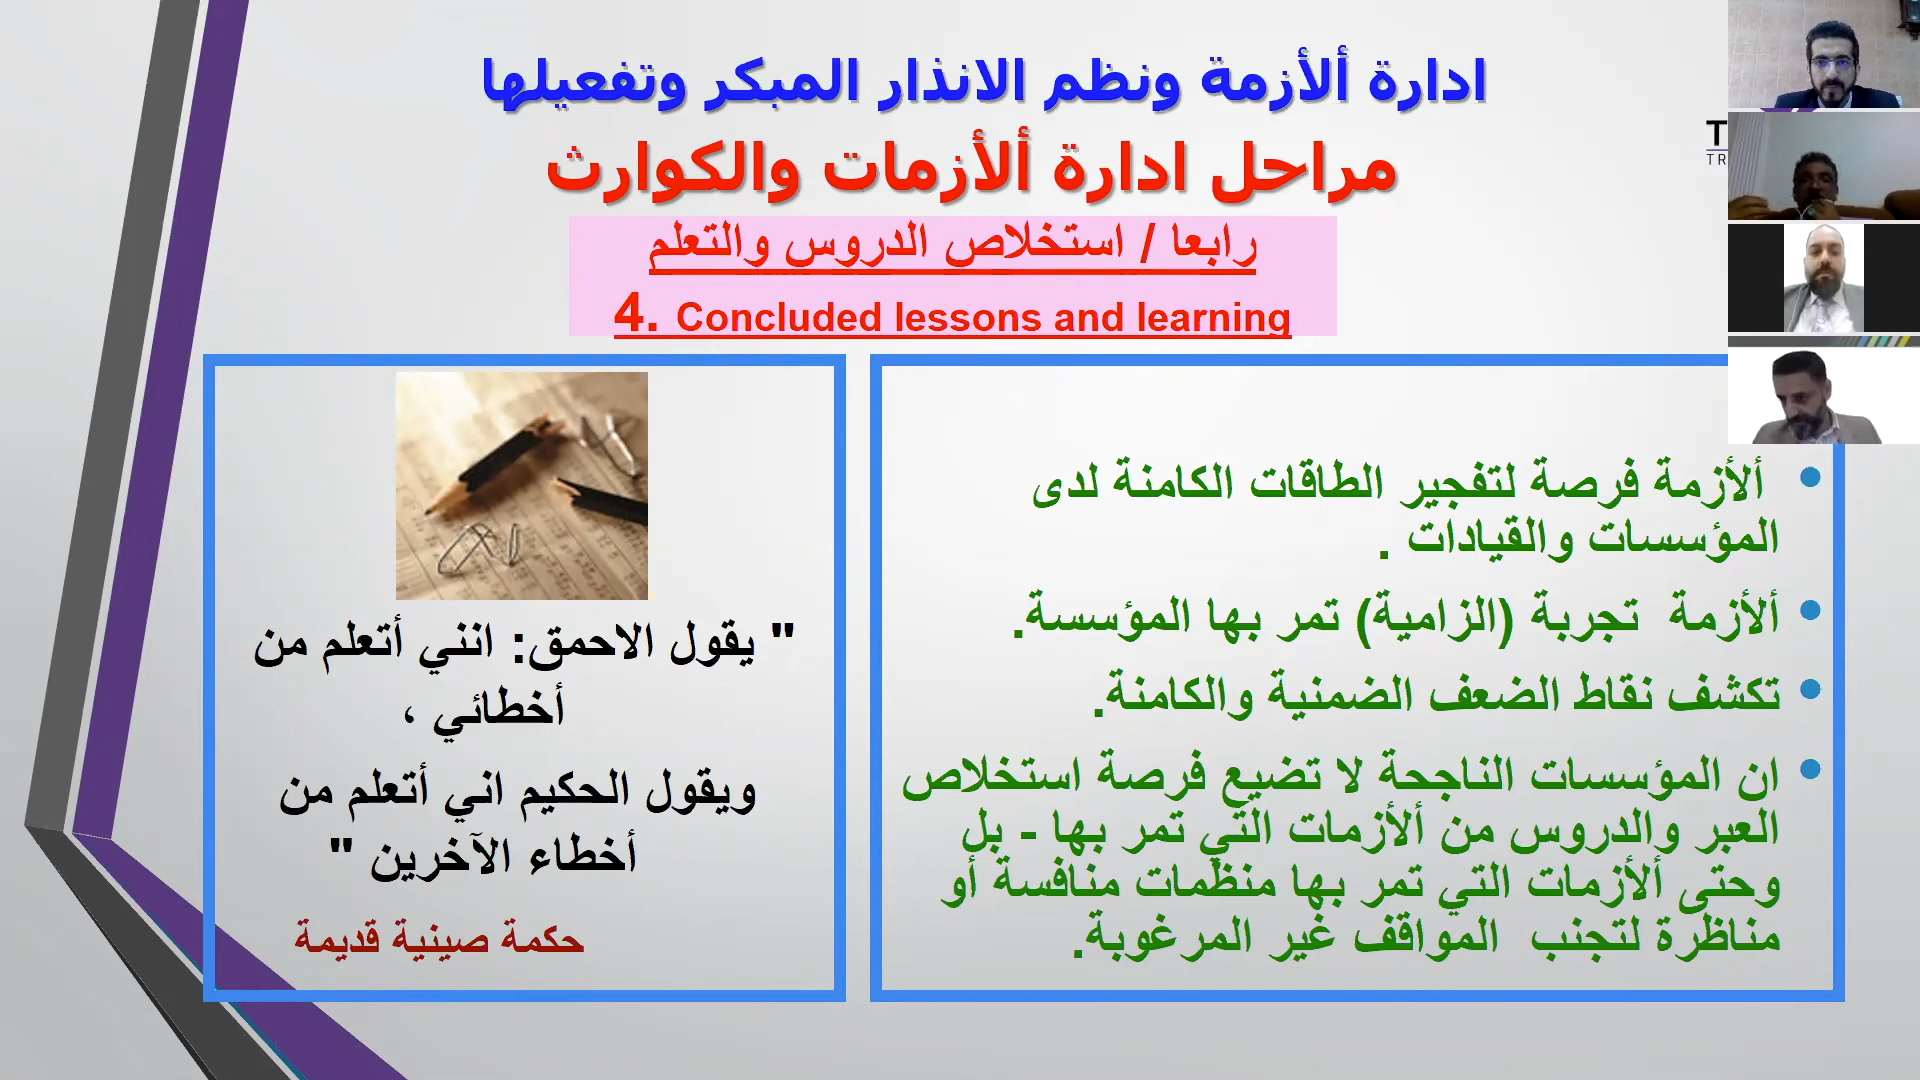 ادارة ألأزمة ونظم الانذار المبكر وتفعيلها
مراحل ادارة ألأزمات والكوارث
رابعا / استخلاص الدروس والتعلم
4. Concluded lessons and learning
ألأزمة فرصة لتفجير الطاقات الكامنة لدى
المؤسسات والقيادات .
ألأزمة تجربة (الزامية) تمر بها المؤسسة.
تكشف نقاط الضعف الضمنية والكامنة.
ان المؤسسات الناجحة لا تضيع فرصة استخلاص
العبر والدروس من ألأزمات التي تمر بها - بل
وحتى ألأزمات التي تمر بها منظمات منافسة أو
مناظرة لتجنب المواقف غير المرغوبة.
" يقول الاحمق: انني أتعلم من
أخطائي ،
ويقول الحكيم اني أتعلم من
أخطاء الآخرين "
حكمة صينية قديمة